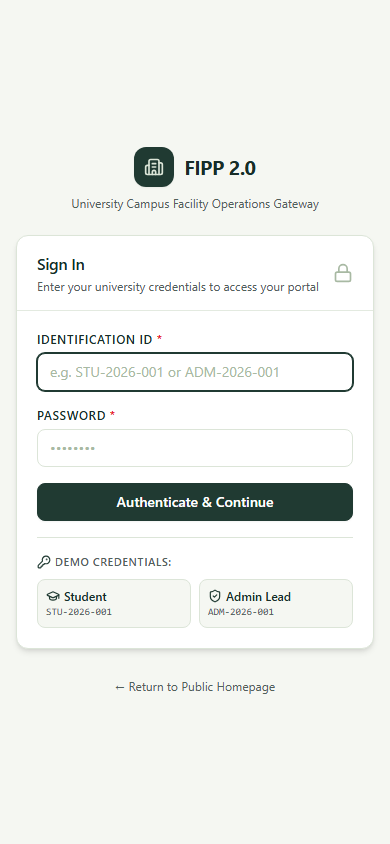 FIPP 2.0
University Campus Facility Operations Gateway
Sign In
Enter your university credentials to access your portal
IDENTIFICATION ID *
e.g. STU-2026-001 or ADM-2026-001
PASSWORD *
••••••••
Authenticate & Continue
DEMO CREDENTIALS:
Student
STU-2026-001
Admin Lead
ADM-2026-001
← Return to Public Homepage